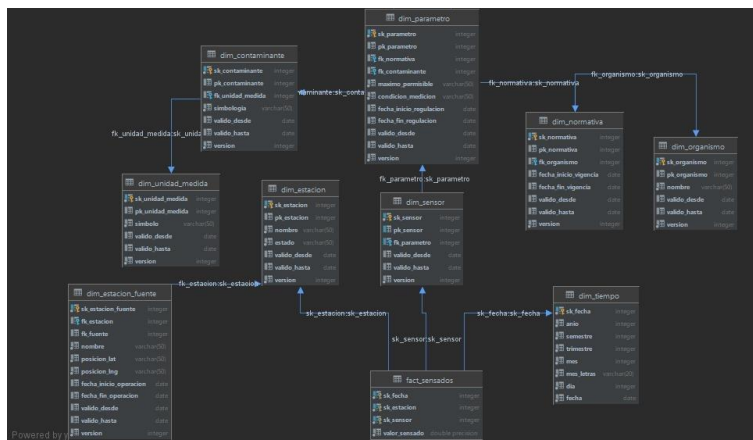 dim_parametro
sk_parametro integer
pk_parametro integer
fk_normativa integer
fk_contaminante integer
maximo_permisible varchar(50)
condicion_medicion varchar(50)
fecha_inicio_regulacion date
fecha_fin_regulacion date
valido_desde date
valido_hasta date
version integer
dim_contaminante
sk_contaminante integer
pk_contaminante integer
fk_unidad_medida integer
simbologia varchar(50)
valido_desde date
valido_hasta date
version integer
aminante:sk_conta
fk_normativa:sk_normativa
fk_organismo:sk_organismo
fk_unidad_medida:sk_unida
dim_normativa
sk_normativa integer
pk_normativa integer
fk_organismo integer
fecha_inicio_vigencia date
fecha_fin_vigencia date
valido_desde date
valido_hasta date
version integer
dim_organismo
sk_organismo integer
pk_organismo integer
nombre varchar(50)
valido_desde date
valido_hasta date
version integer
dim_unidad_medida
sk_unidad_medida integer
pk_unidad_medida integer
simbolo varchar(50)
valido_desde date
valido_hasta date
version integer
dim_estacion
sk_estacion integer
pk_estacion integer
nombre varchar(50)
estado varchar(50)
valido_desde date
valido_hasta date
version integer
fk_parametro:sk_parametro
dim_sensor
sk_sensor integer
pk_sensor integer
fk_parametro integer
valido_desde date
valido_hasta date
version integer
fk_estacion:sk_estacio
dim_estacion_fuente
sk_estacion_fuente integer
fk_estacion integer
fk_fuente integer
nombre varchar(50)
posicion_lat varchar(50)
posicion_lng varchar(50)
fecha_inicio_operacion date
fecha_fin_operacion date
valido_desde date
valido_hasta date
version integer
sk_estacion:sk_estacion
sk_sensor:sk_sensor
sk_fecha:sk_fecha
dim_tiempo
sk_fecha integer
anio integer
semestre integer
trimestre integer
mes integer
mes_letras varchar(20)
dia integer
fecha date
fact_sensados
sk_fecha integer
sk_estacion integer
sk_sensor integer
valor_sensado double precision
Powered by y